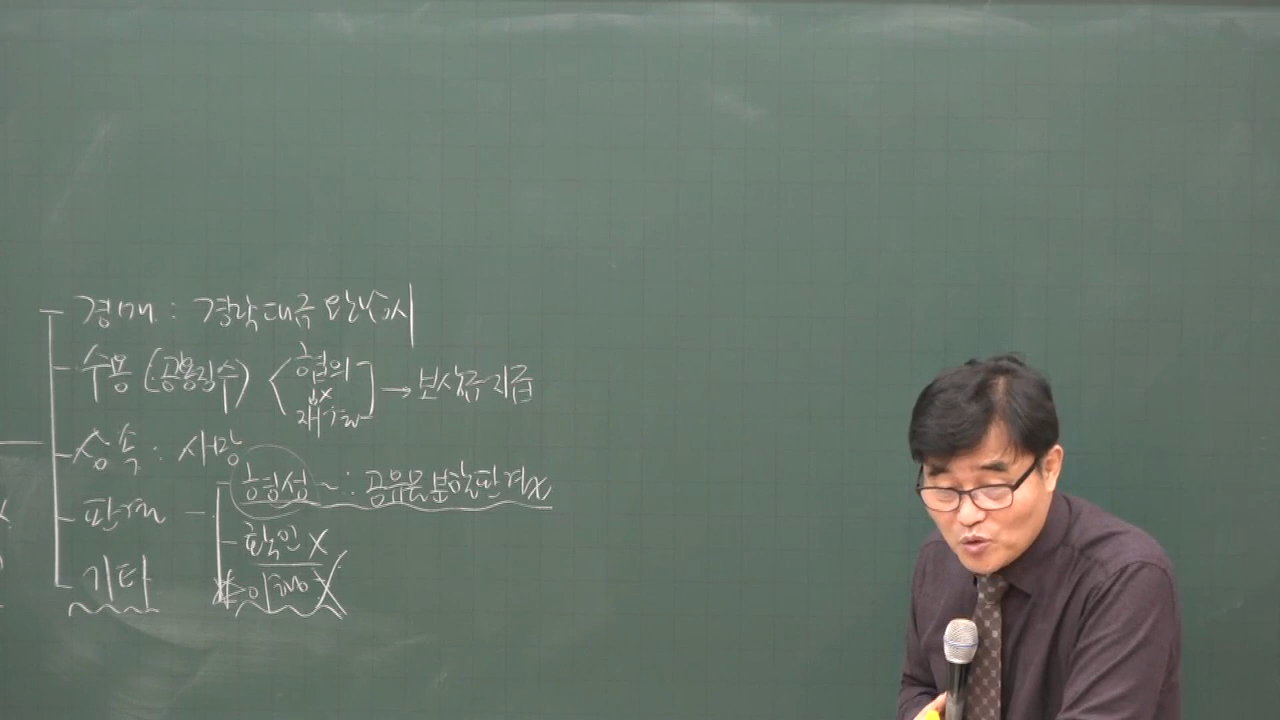 경매 : 경락대금 완납시
수용 (공용징수) < 협의 재결 ] → 보상금 지급
상속 : 사망
판결 - 형성 ~ : 공유물분할판결
확인 X
이행 X
기타